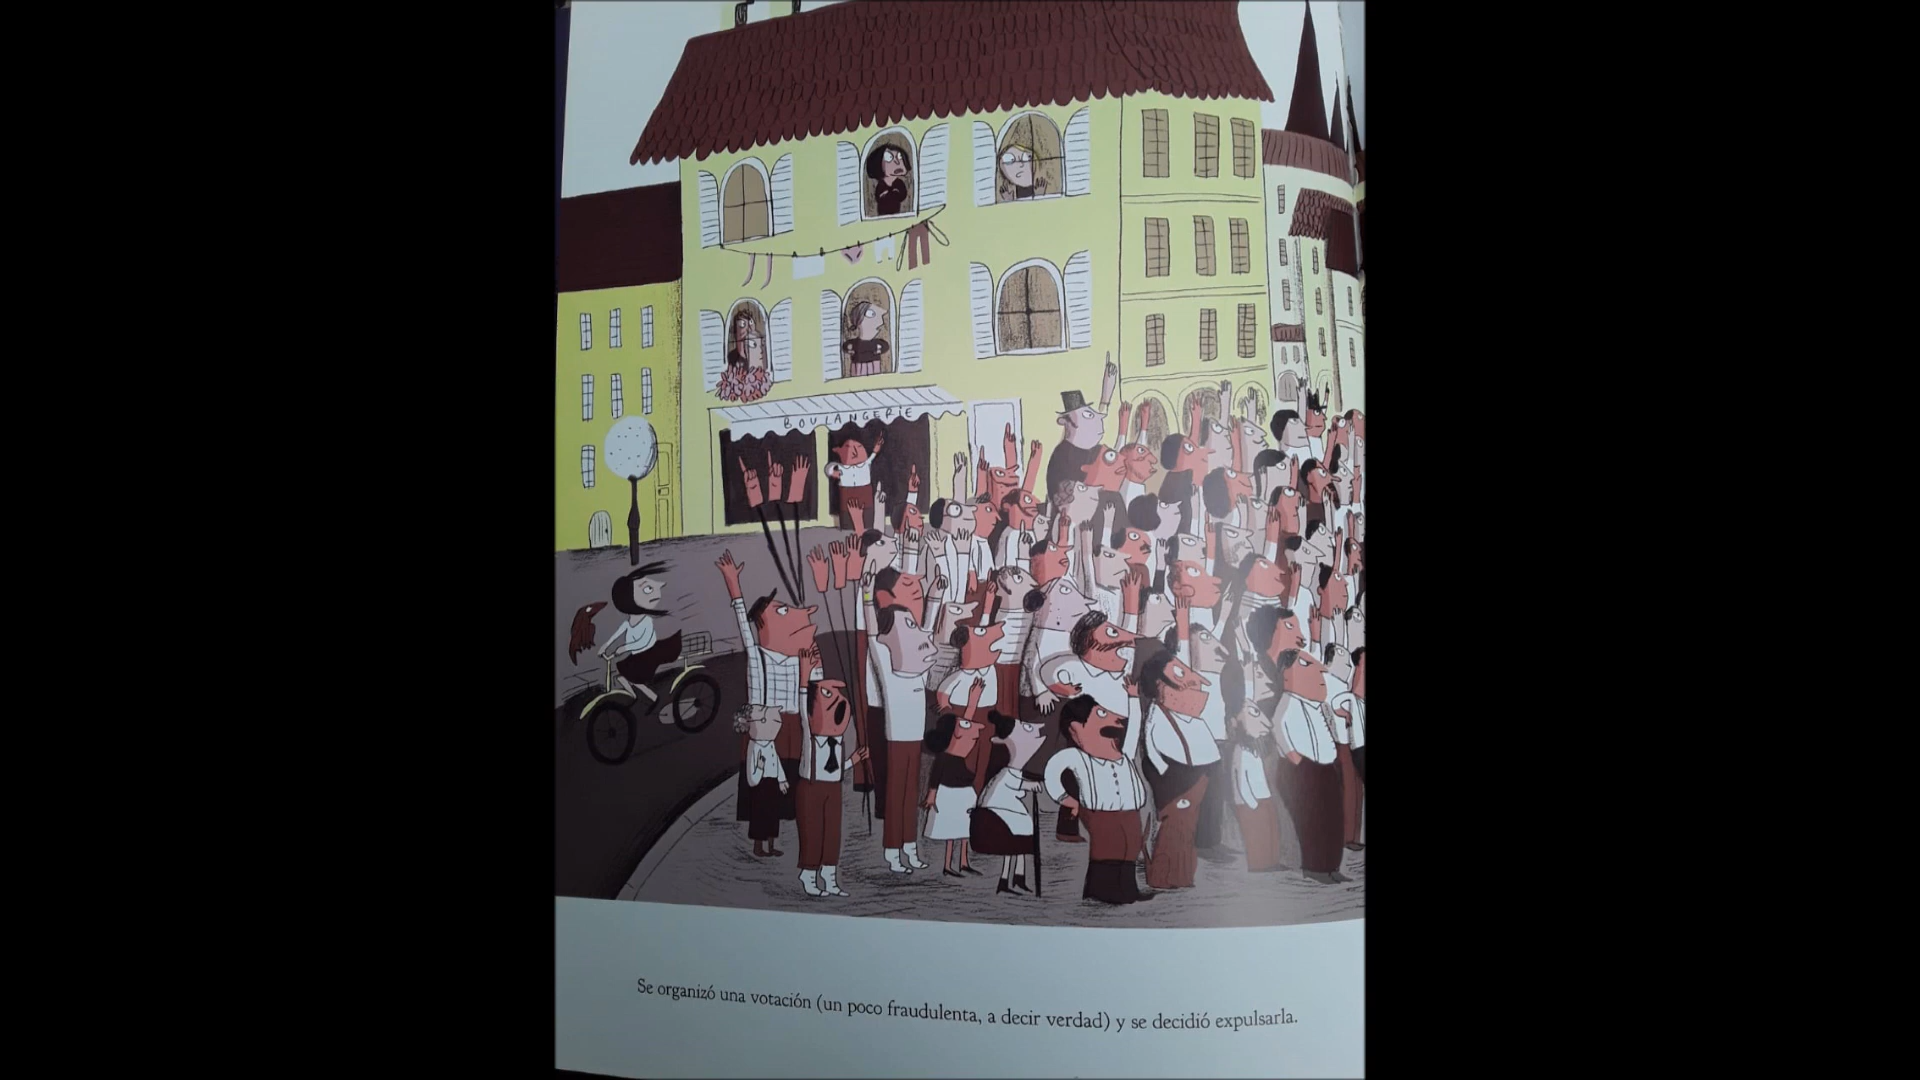 BOULANGERIE
Se organizó una votación (un poco fraudulenta, a decir verdad) y se decidió expulsarla.